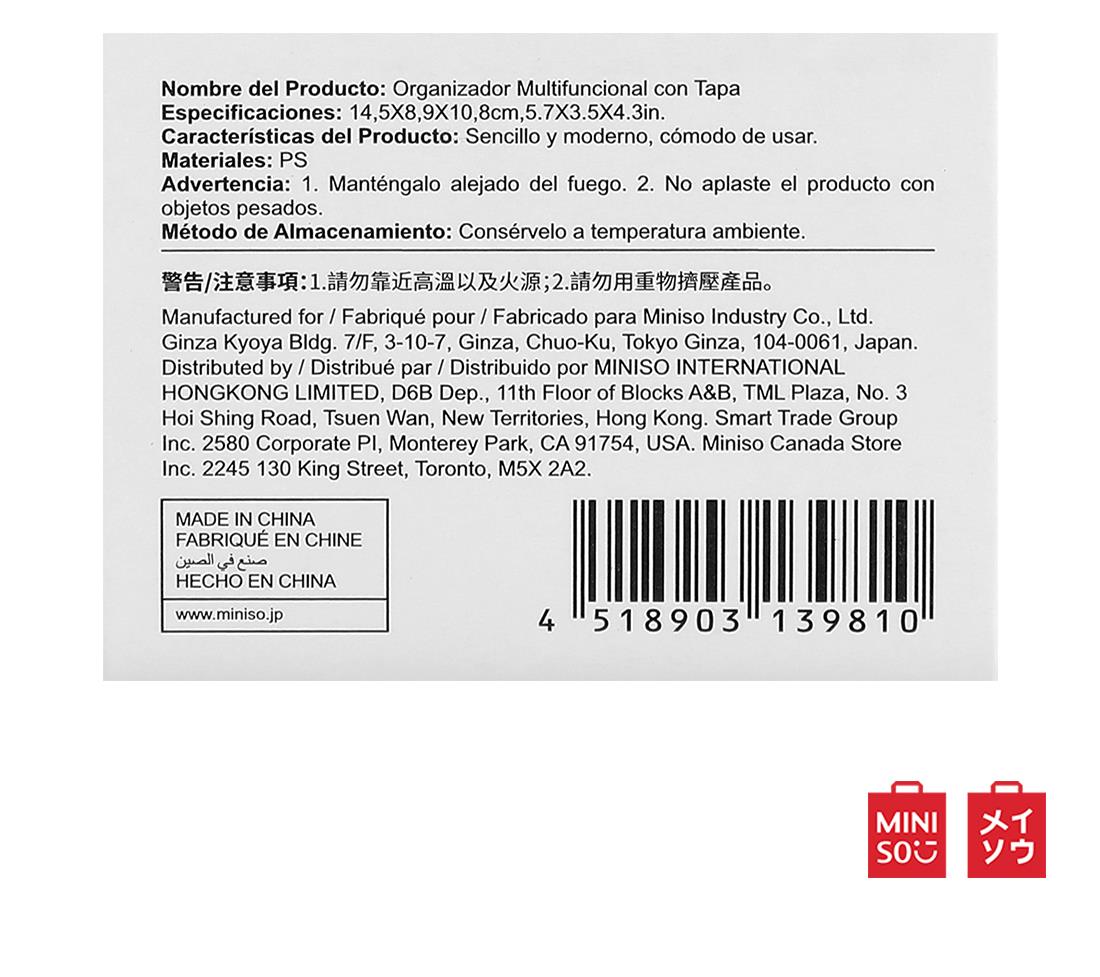 Nombre del Producto: Organizador Multifuncional con Tapa
Especificaciones: 14,5X8,9X10,8cm,5.7X3.5X4.3in.
Características del Producto: Sencillo y moderno, cómodo de usar.
Materiales: PS
Advertencia: 1. Manténgalo alejado del fuego. 2. No aplaste el producto con
objetos pesados.
Método de Almacenamiento: Consérvelo a temperatura ambiente.
警告/注意事項:1.請勿靠近高溫以及火源;2.請勿用重物擠壓產品。
Manufactured for / Fabriqué pour / Fabricado para Miniso Industry Co., Ltd.
Ginza Kyoya Bldg. 7/F, 3-10-7, Ginza, Chuo-Ku, Tokyo Ginza, 104-0061, Japan.
Distributed by / Distribué par / Distribuido por MINISO INTERNATIONAL
HONGKONG LIMITED, D6B Dep., 11th Floor of Blocks A&B, TML Plaza, No. 3
Hoi Shing Road, Tsuen Wan, New Territories, Hong Kong. Smart Trade Group
Inc. 2580 Corporate Pl, Monterey Park, CA 91754, USA. Miniso Canada Store
Inc. 2245 130 King Street, Toronto, M5X 2A2.
MADE IN CHINA
FABRIQUÉ EN CHINE
صنع في الصين
HECHO EN CHINA
www.miniso.jp
4 518903 139810
MINI
SO
メイ
ソウ